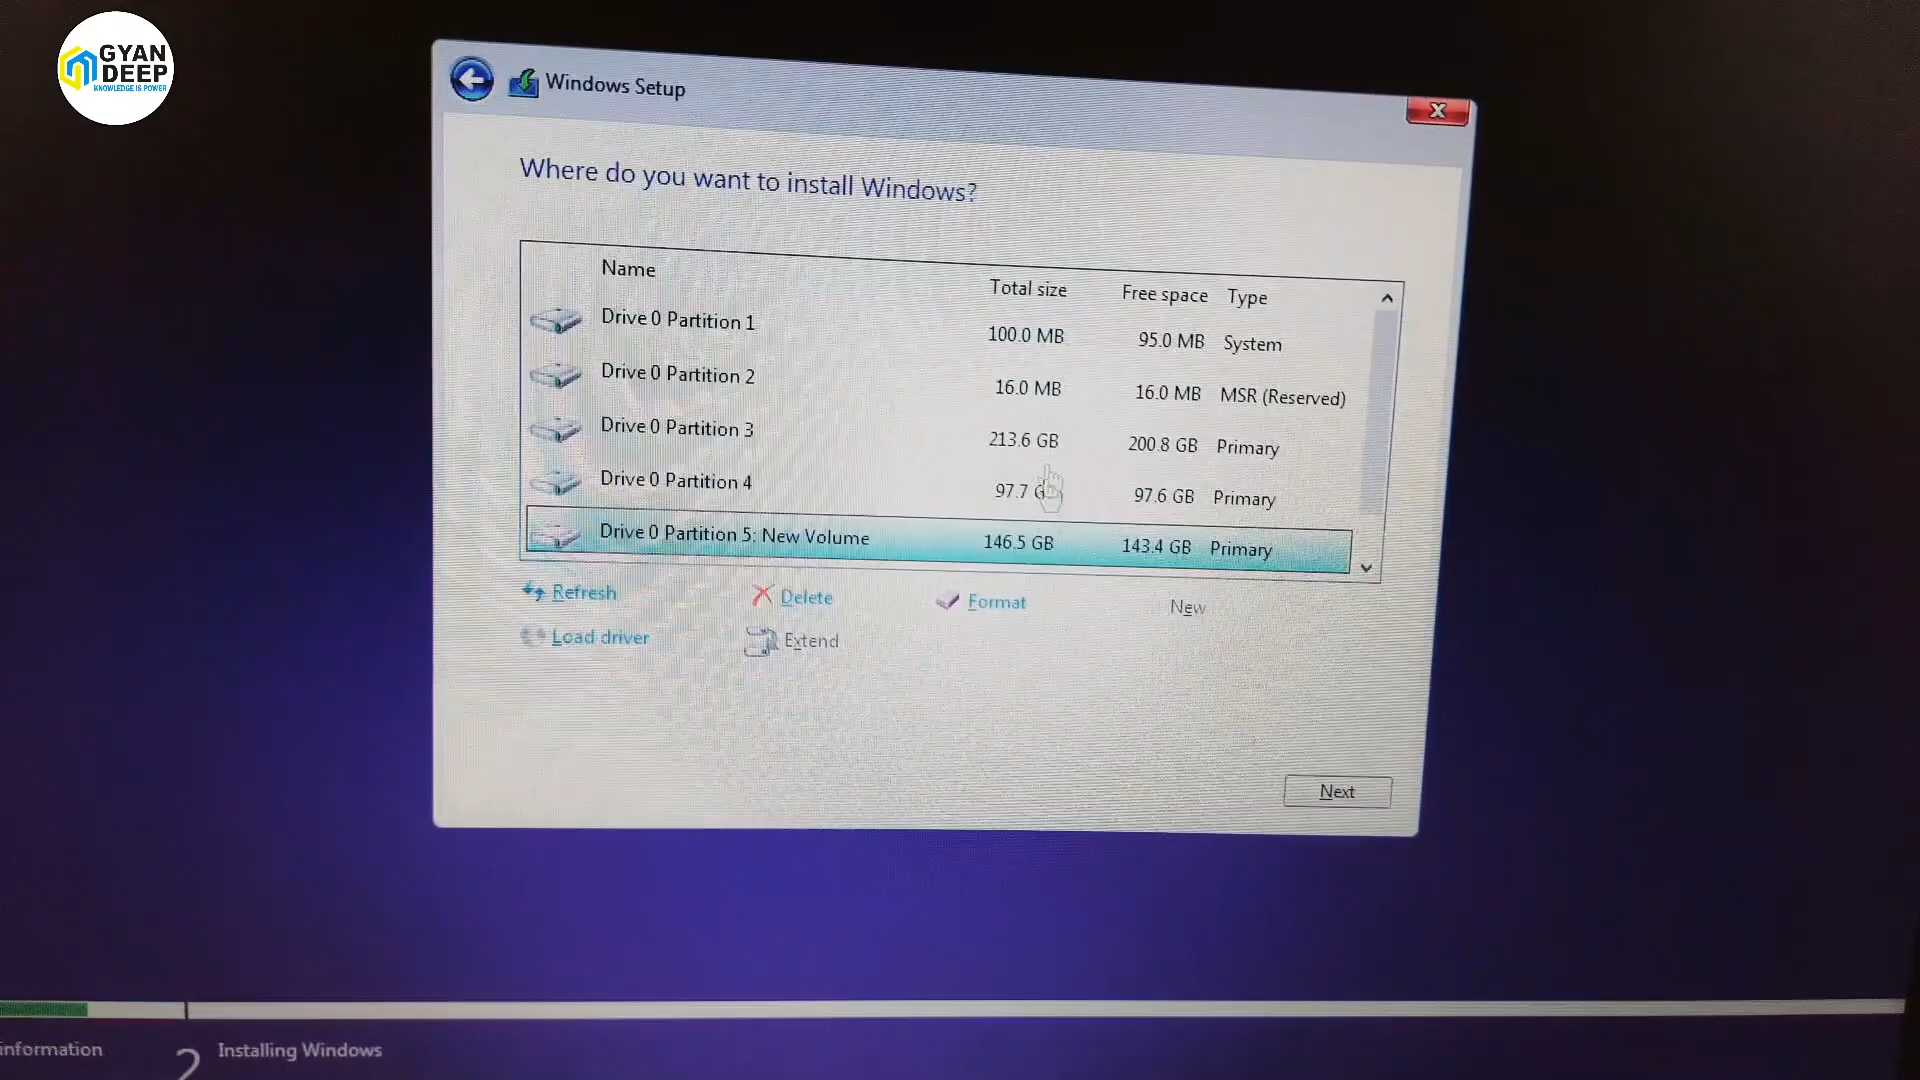 GYAN
DEEP
KNOWLEDGE IS POWER
Windows Setup
X
Where do you want to install Windows?
Name Total size Free space Type
Drive 0 Partition 1 100.0 MB 95.0 MB System
Drive 0 Partition 2 16.0 MB 16.0 MB MSR (Reserved)
Drive 0 Partition 3 213.6 GB 200.8 GB Primary
Drive 0 Partition 4 97.7 97.6 GB Primary
Drive 0 Partition 5: New Volume 146.5 GB 143.4 GB Primary
Refresh Delete Format New
Load driver Extend
Next
information 2 Installing Windows